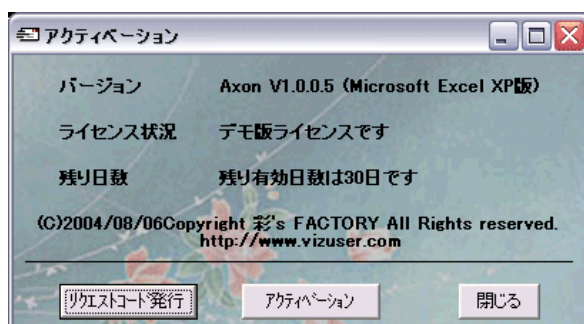 アクティベーション
バージョン Axon V1.0.0.5 (Microsoft Excel XP版)
ライセンス状況 デモ版ライセンスです
残り日数 残り有効日数は30日です
(C)2004/08/06Copyright 彩's FACTORY All Rights reserved.
http://www.vizuser.com
ﾘｸｴｽﾄｺｰﾄﾞ発行 ｱｸﾃｨﾍﾞｰｼｮﾝ 閉じる